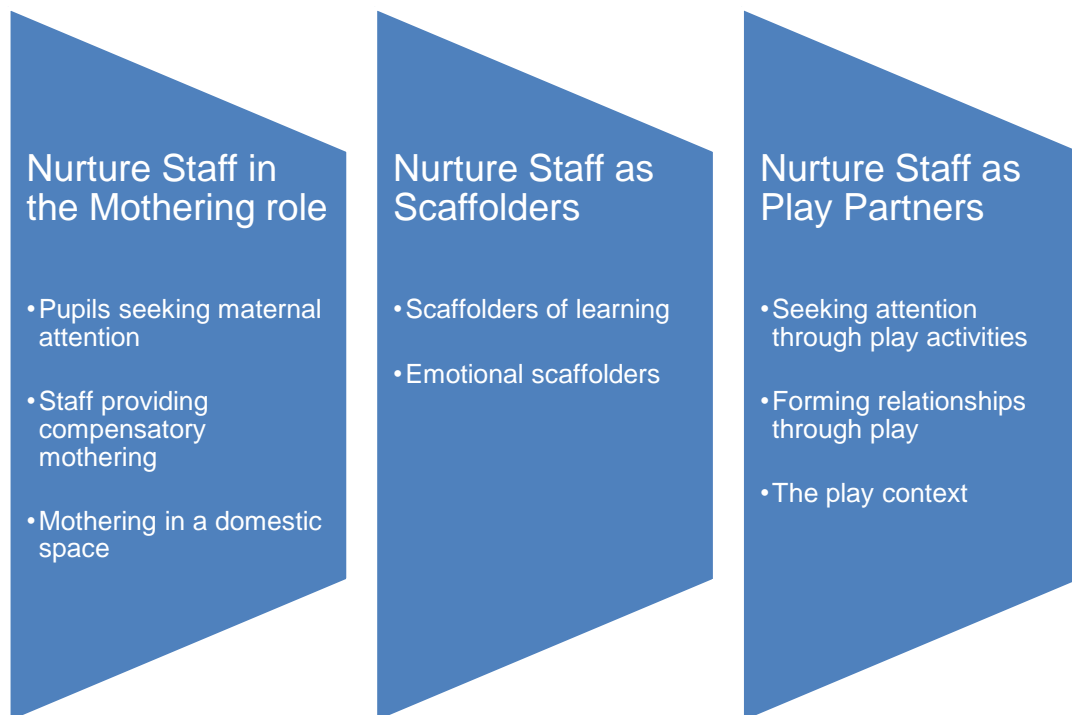 Nurture Staff in
the Mothering role
•Pupils seeking maternal
attention
•Staff providing
compensatory
mothering
•Mothering in a domestic
space
Nurture Staff as
Scaffolders
•Scaffolders of learning
•Emotional scaffolders
Nurture Staff as
Play Partners
•Seeking attention
through play activities
•Forming relationships
through play
•The play context